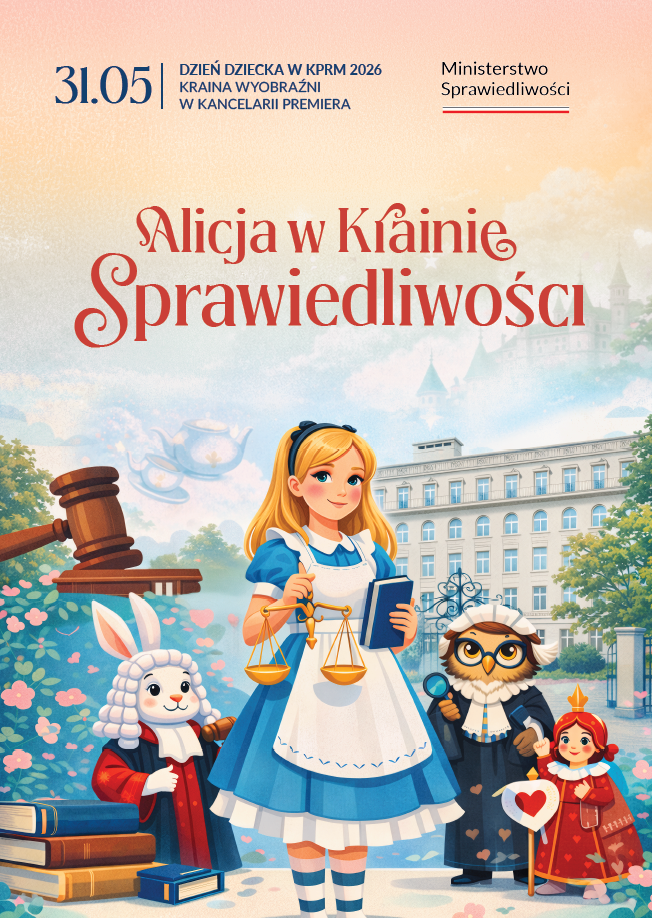 31.05
DZIEŃ DZIECKA W KPRM 2026
KRAINA WYOBRAŹNI
W KANCELARII PREMIERA
Ministerstwo
Sprawiedliwości
Alicja w Krainie
Sprawiedliwości